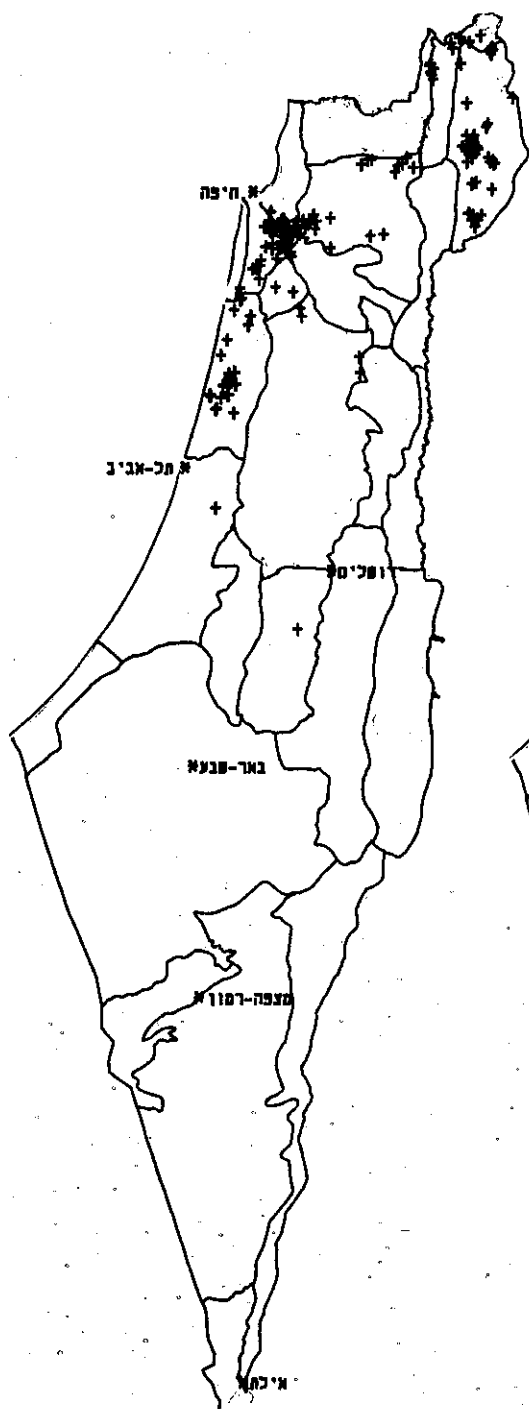 * חיפה
* תל-אביב
ירושלים*
באר-שבע*
מצפה-רמון*
אילת*